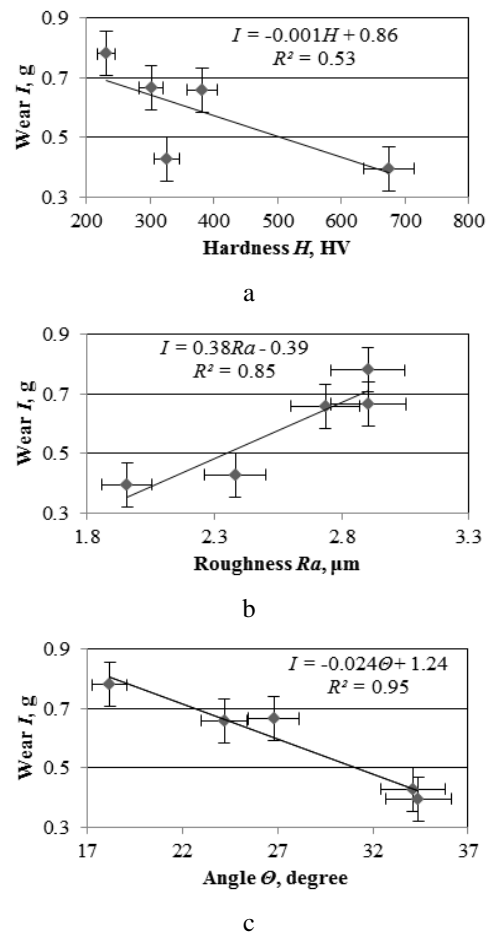 0.9
I = -0.001H + 0.86
R² = 0.53
0.7
Wear I, g
0.5
0.3
200 300 400 500 600 700 800
Hardness H, HV
a
0.9
I = 0.38Ra - 0.39
R² = 0.85
0.7
Wear I, g
0.5
0.3
1.8 2.3 2.8 3.3
Roughness Ra, μm
b
0.9
I = -0.024Θ + 1.24
R² = 0.95
0.7
Wear I, g
0.5
0.3
17 22 27 32 37
Angle Θ, degree
c